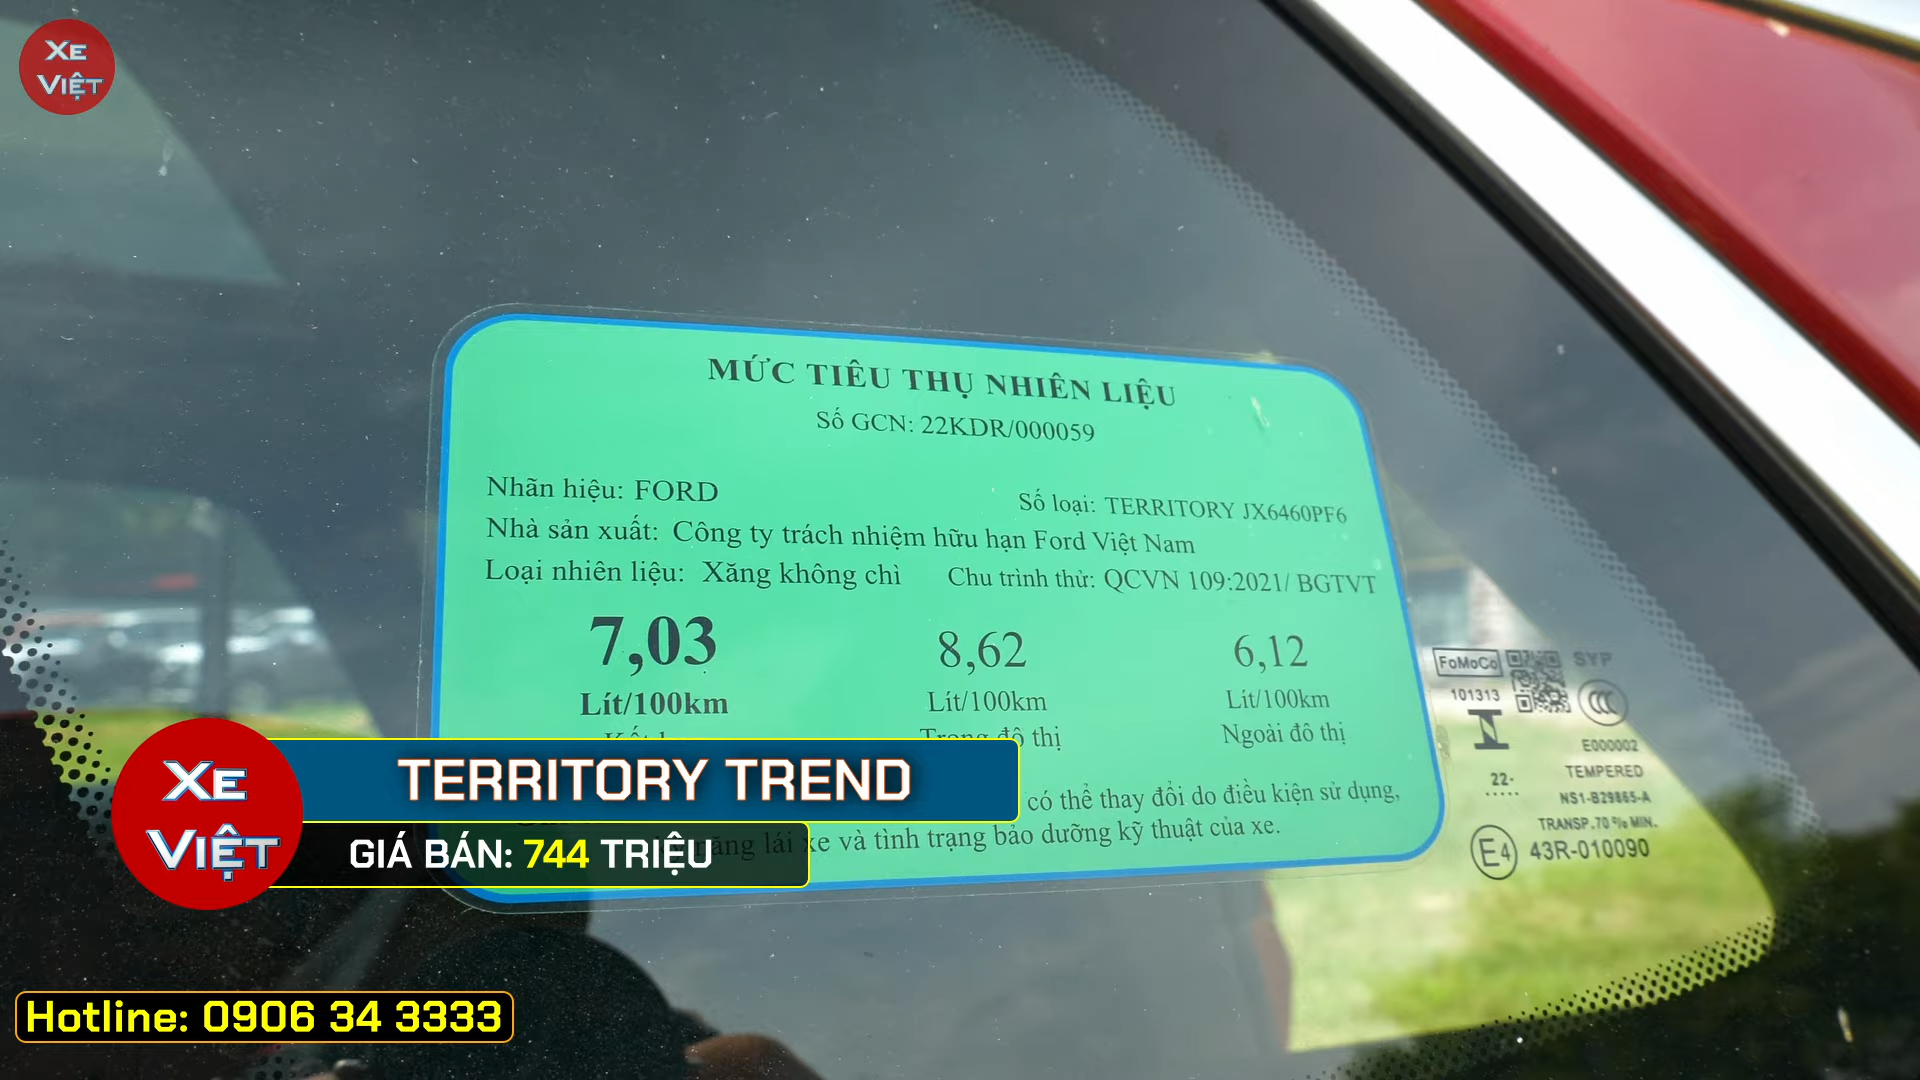 XE
VIỆT
MỨC TIÊU THỤ NHIÊN LIỆU
Số GCN: 22KDR/000059
Nhãn hiệu: FORD
Số loại: TERRITORY JX6460PF6
Nhà sản xuất: Công ty trách nhiệm hữu hạn Ford Việt Nam
Loại nhiên liệu: Xăng không chì
Chu trình thử: QCVN 109:2021/ BGTVT
7,03
8,62
6,12
Lít/100km
Lít/100km
Lít/100km
Trong đô thị
Ngoài đô thị
có thể thay đổi do điều kiện sử dụng,
lái xe và tình trạng bảo dưỡng kỹ thuật của xe.
FoMoCo
SYP
101313
CCC
E000002
22.
TEMPERED
NS1-B29865-A
TRANSP.70 % MIN.
E4 43R-010090
XE
VIỆT
TERRITORY TREND
GIÁ BÁN: 744 TRIỆU
Hotline: 0906 34 3333